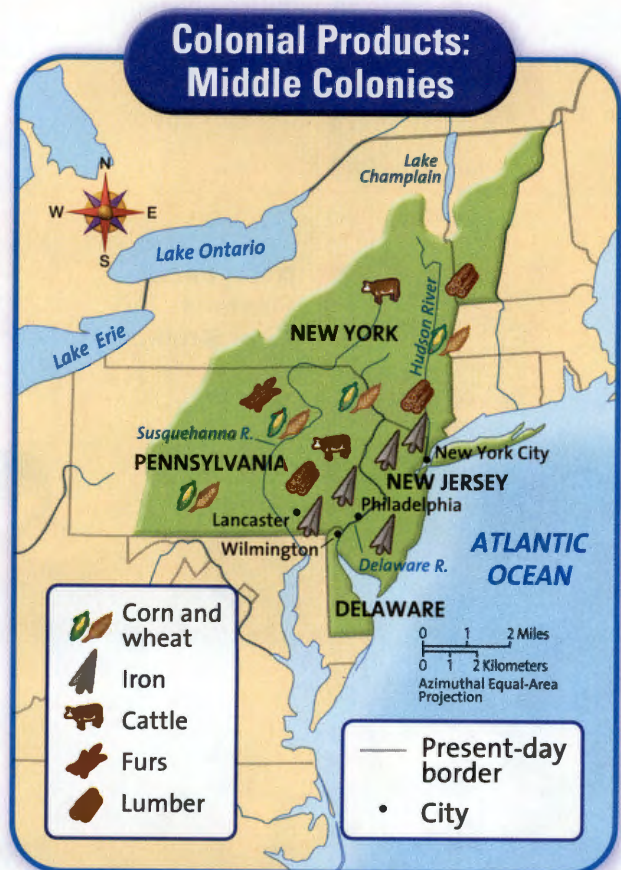 Colonial Products:
Middle Colonies
N
W
E
S
Lake
Champlain
Lake Ontario
Lake Erie
Hudson River
NEW YORK
Susquehanna R.
PENNSYLVANIA
New York City
NEW JERSEY
Philadelphia
Lancaster
Wilmington
Delaware R.
ATLANTIC
OCEAN
DELAWARE
0 1 2 Miles
0 1 2 Kilometers
Azimuthal Equal-Area
Projection
Corn and
wheat
Iron
Cattle
Furs
Lumber
Present-day
border
City